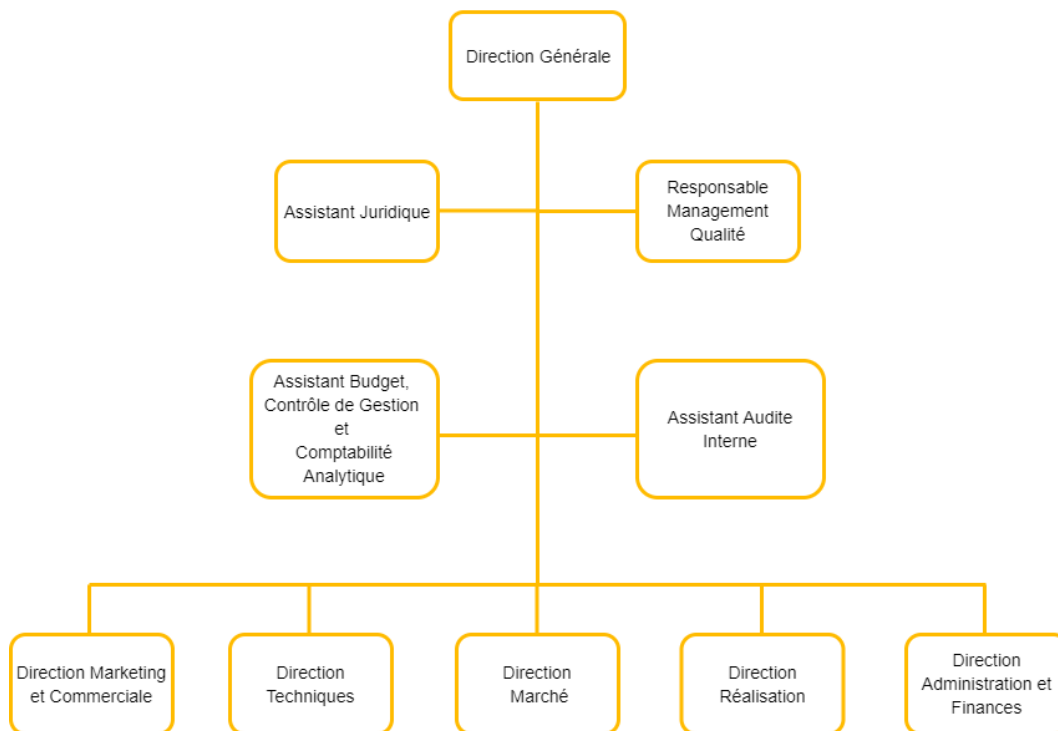 Direction Générale
Assistant Juridique
Responsable
Management
Qualité
Assistant Budget,
Contrôle de Gestion
et
Comptabilité
Analytique
Assistant Audite
Interne
Direction Marketing
et Commerciale
Direction
Techniques
Direction
Marché
Direction
Réalisation
Direction
Administration et
Finances